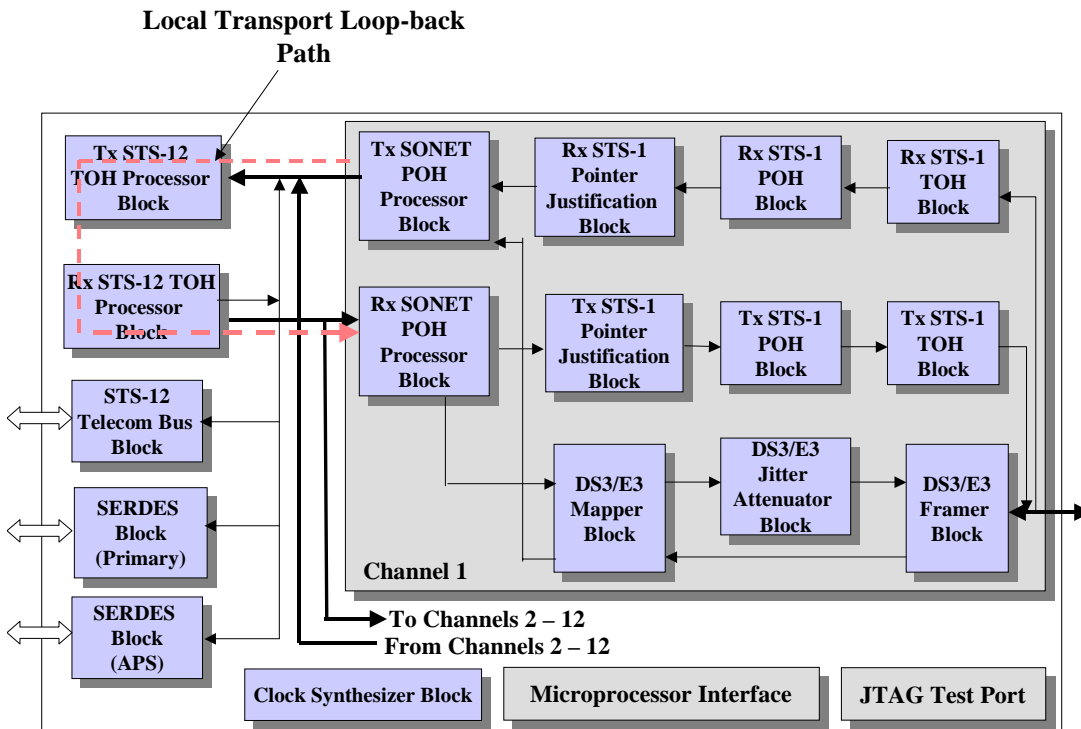 Local Transport Loop-back
Path
Tx STS-12
TOH Processor
Block
Tx SONET
POH
Processor
Block
Rx STS-1
Pointer
Justification
Block
Rx STS-1
POH
Block
Rx STS-1
TOH
Block
Rx STS-12 TOH
Processor
Block
Rx SONET
POH
Processor
Block
Tx STS-1
Pointer
Justification
Block
Tx STS-1
POH
Block
Tx STS-1
TOH
Block
STS-12
Telecom Bus
Block
DS3/E3
Mapper
Block
DS3/E3
Jitter
Attenuator
Block
DS3/E3
Framer
Block
SERDES
Block
(Primary)
Channel 1
SERDES
Block
(APS)
To Channels 2 – 12
From Channels 2 – 12
Clock Synthesizer Block
Microprocessor Interface
JTAG Test Port